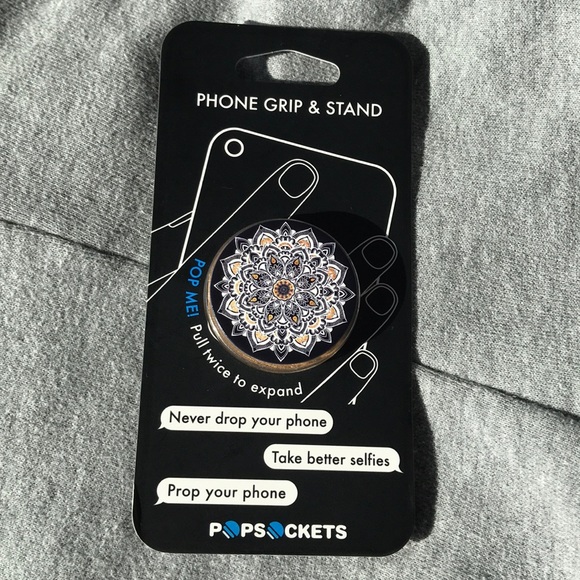 PHONE GRIP & STAND
POP ME! Pull twice to expand
Never drop your phone
Take better selfies
Prop your phone
POPSOCKETS